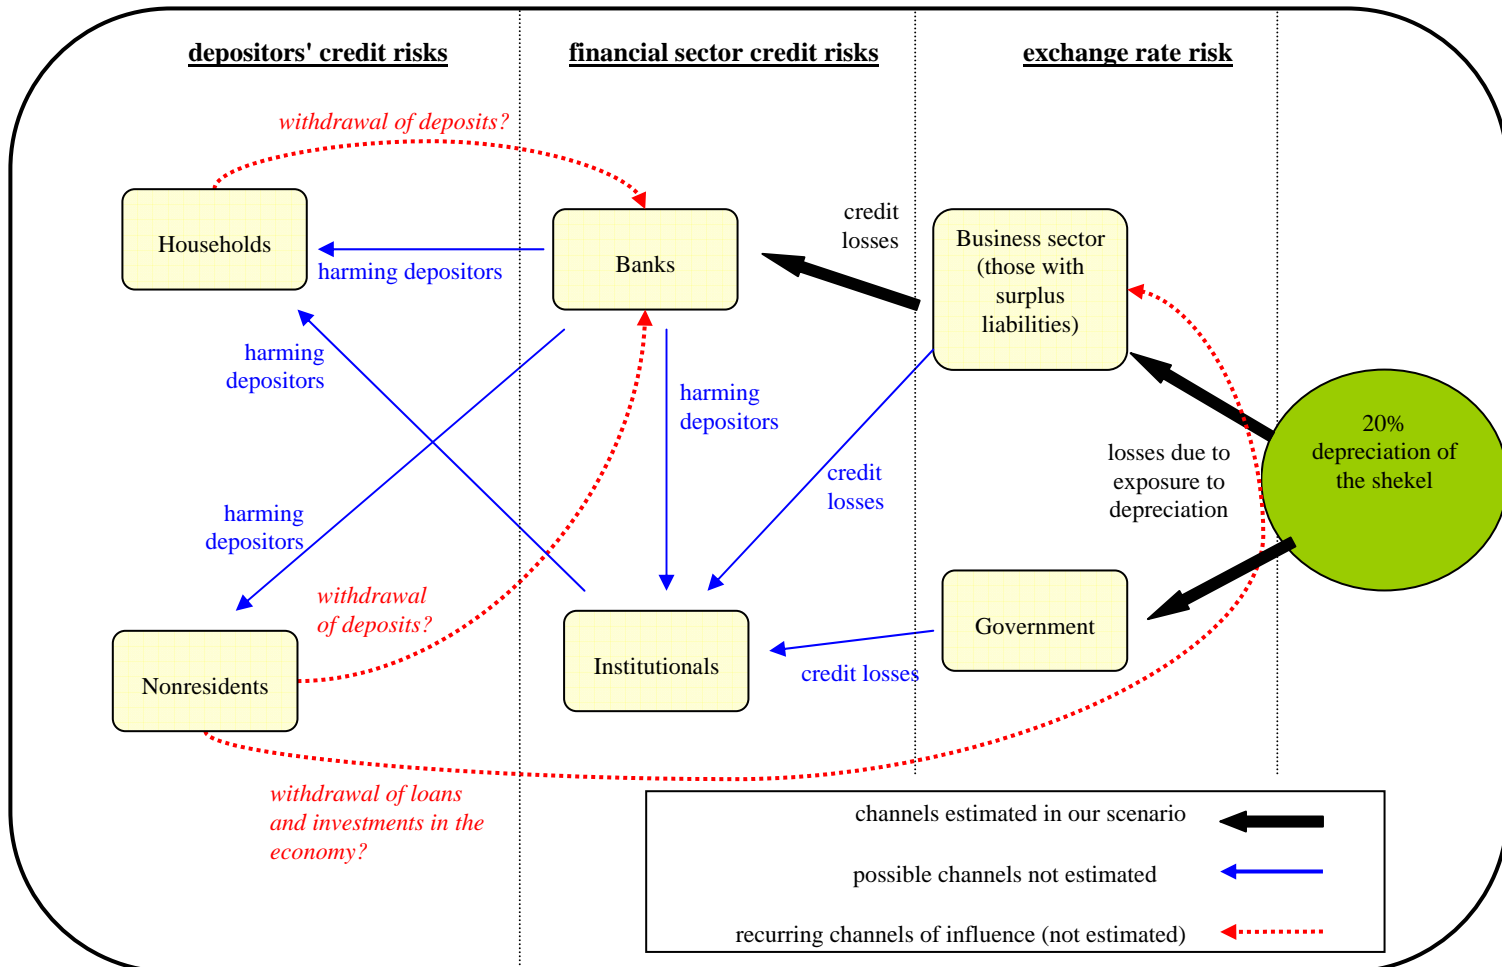 depositors' credit risks
financial sector credit risks
exchange rate risk
withdrawal of deposits?
Households
harming depositors
Banks
credit
losses
Business sector
(those with
surplus
liabilities)
harming
depositors
harming
depositors
20%
depreciation of
the shekel
losses due to
exposure to
depreciation
credit
losses
harming
depositors
withdrawal
of deposits?
Nonresidents
Institutionals
Government
credit losses
withdrawal of loans
and investments in the
economy?
channels estimated in our scenario
possible channels not estimated
recurring channels of influence (not estimated)